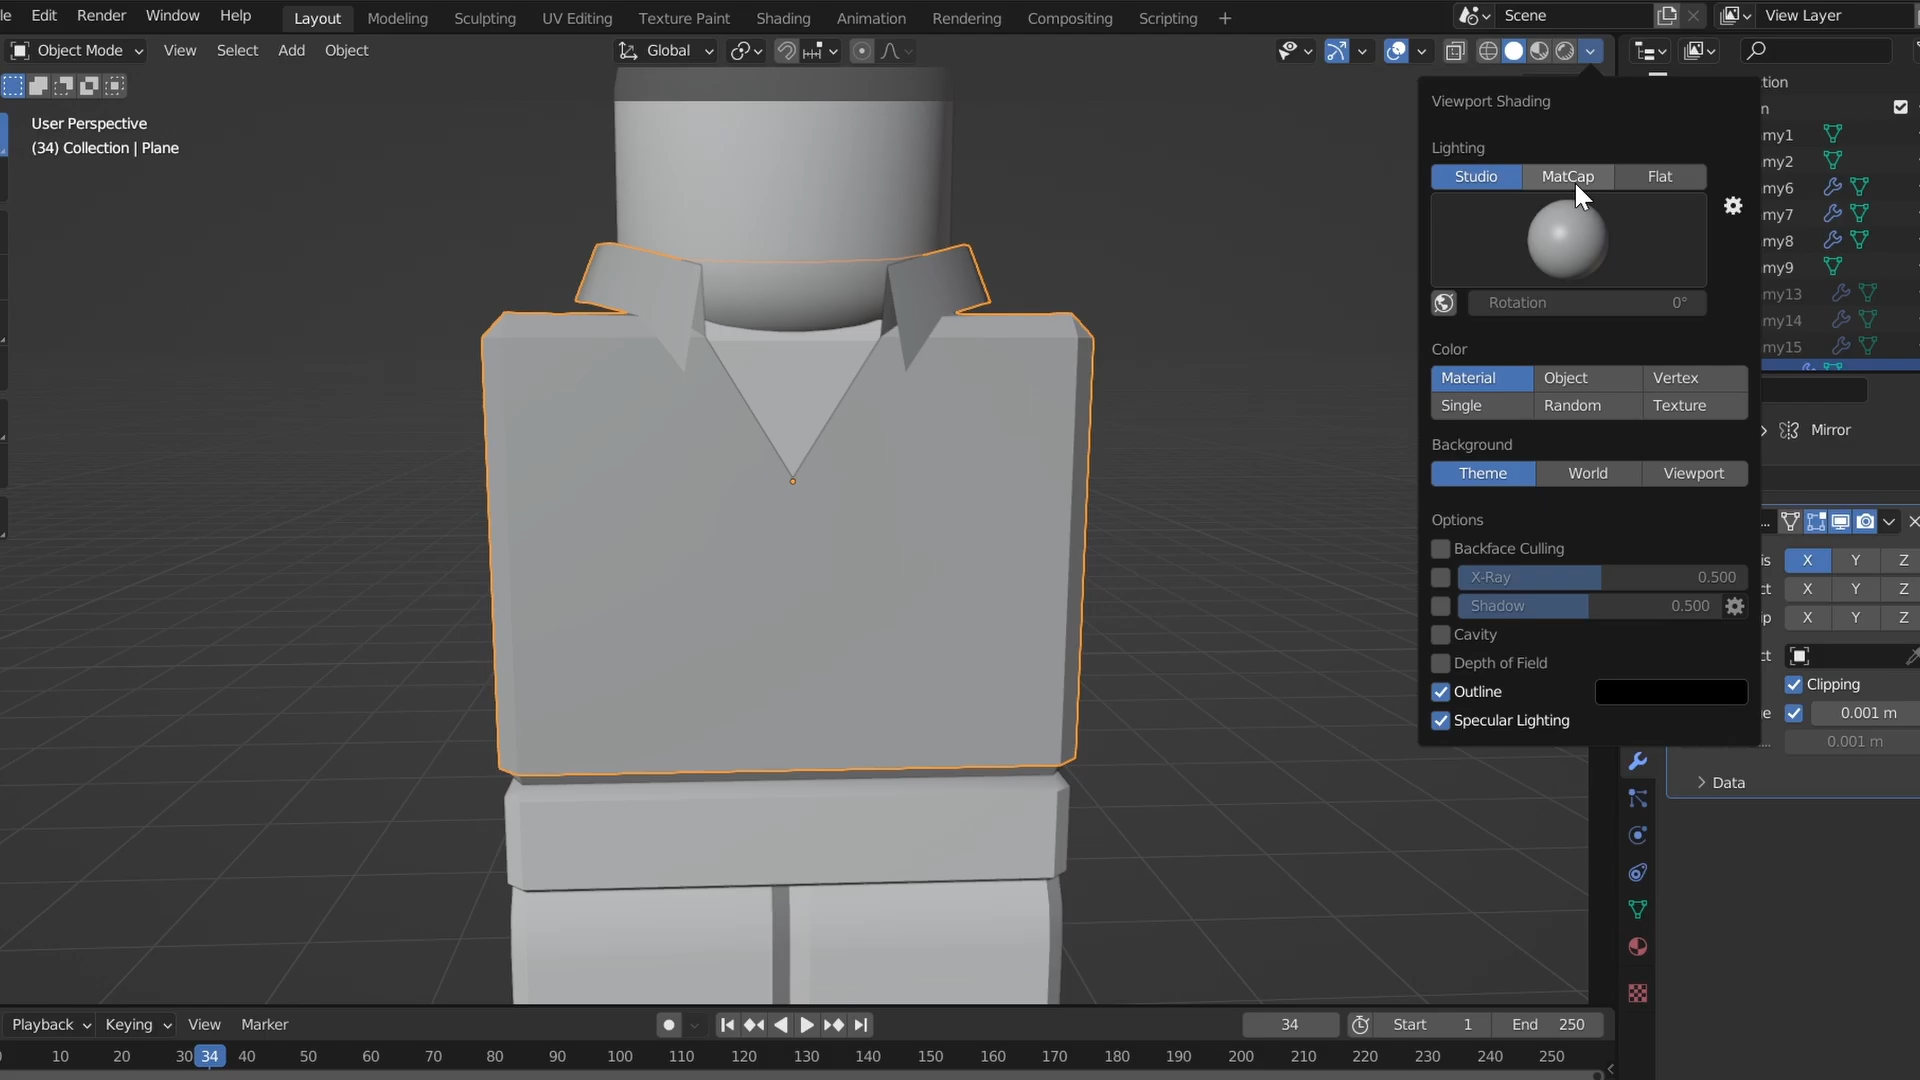 Edit Render Window Help Layout Modeling Sculpting UV Editing Texture Paint Shading Animation Rendering Compositing Scripting + Scene View Layer
Object Mode View Select Add Object Global
User Perspective
(34) Collection | Plane
Viewport Shading
Lighting
Studio MatCap Flat
Rotation 0°
Color
Material Object Vertex
Single Random Texture
Background
Theme World Viewport
Options
Backface Culling
X-Ray 0.500
Shadow 0.500
Cavity
Depth of Field
Outline
Specular Lighting
tion
n
my1
my2
my6
my7
my8
my9
my13
my14
my15
Mirror
is X Y Z
ct X Y Z
ip X Y Z
ct
Clipping
e 0.001 m
... 0.001 m
Data
Playback Keying View Marker 34 Start 1 End 250
10 20 30 34 40 50 60 70 80 90 100 110 120 130 140 150 160 170 180 190 200 210 220 230 240 250